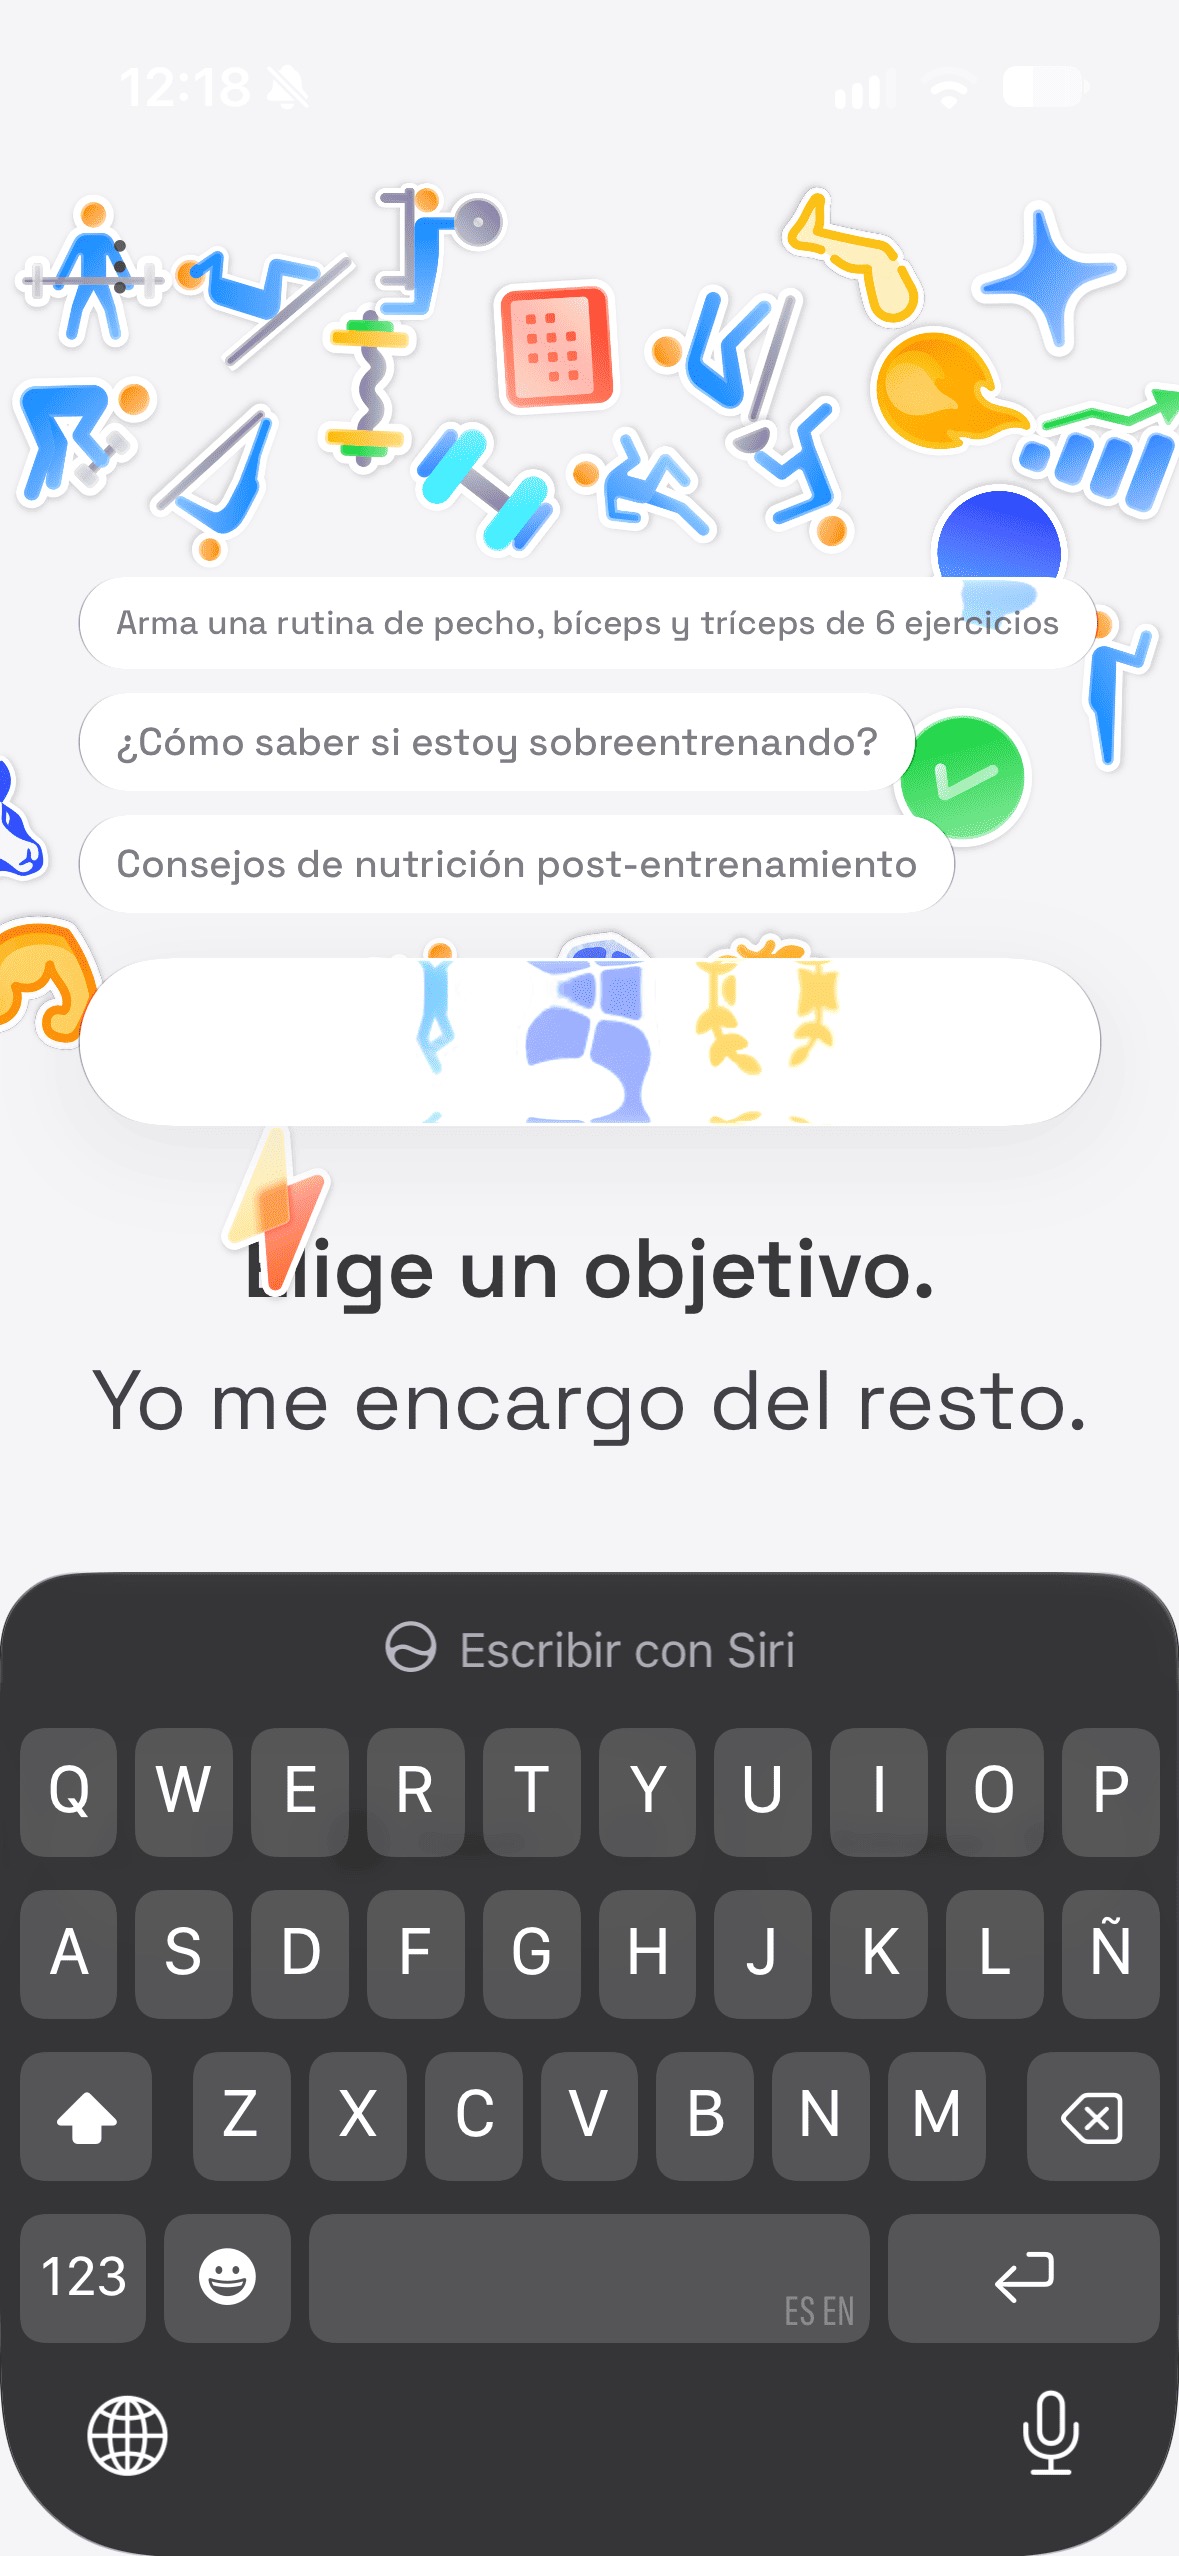 12:18
Arma una rutina de pecho, bíceps y tríceps de 6 ejercicios
¿Cómo saber si estoy sobreentrenando?
Consejos de nutrición post-entrenamiento
Elige un objetivo.
Yo me encargo del resto.
Escribir con Siri
Q W E R T Y U I O P
A S D F G H J K L Ñ
Z X C V B N M
123
ES EN